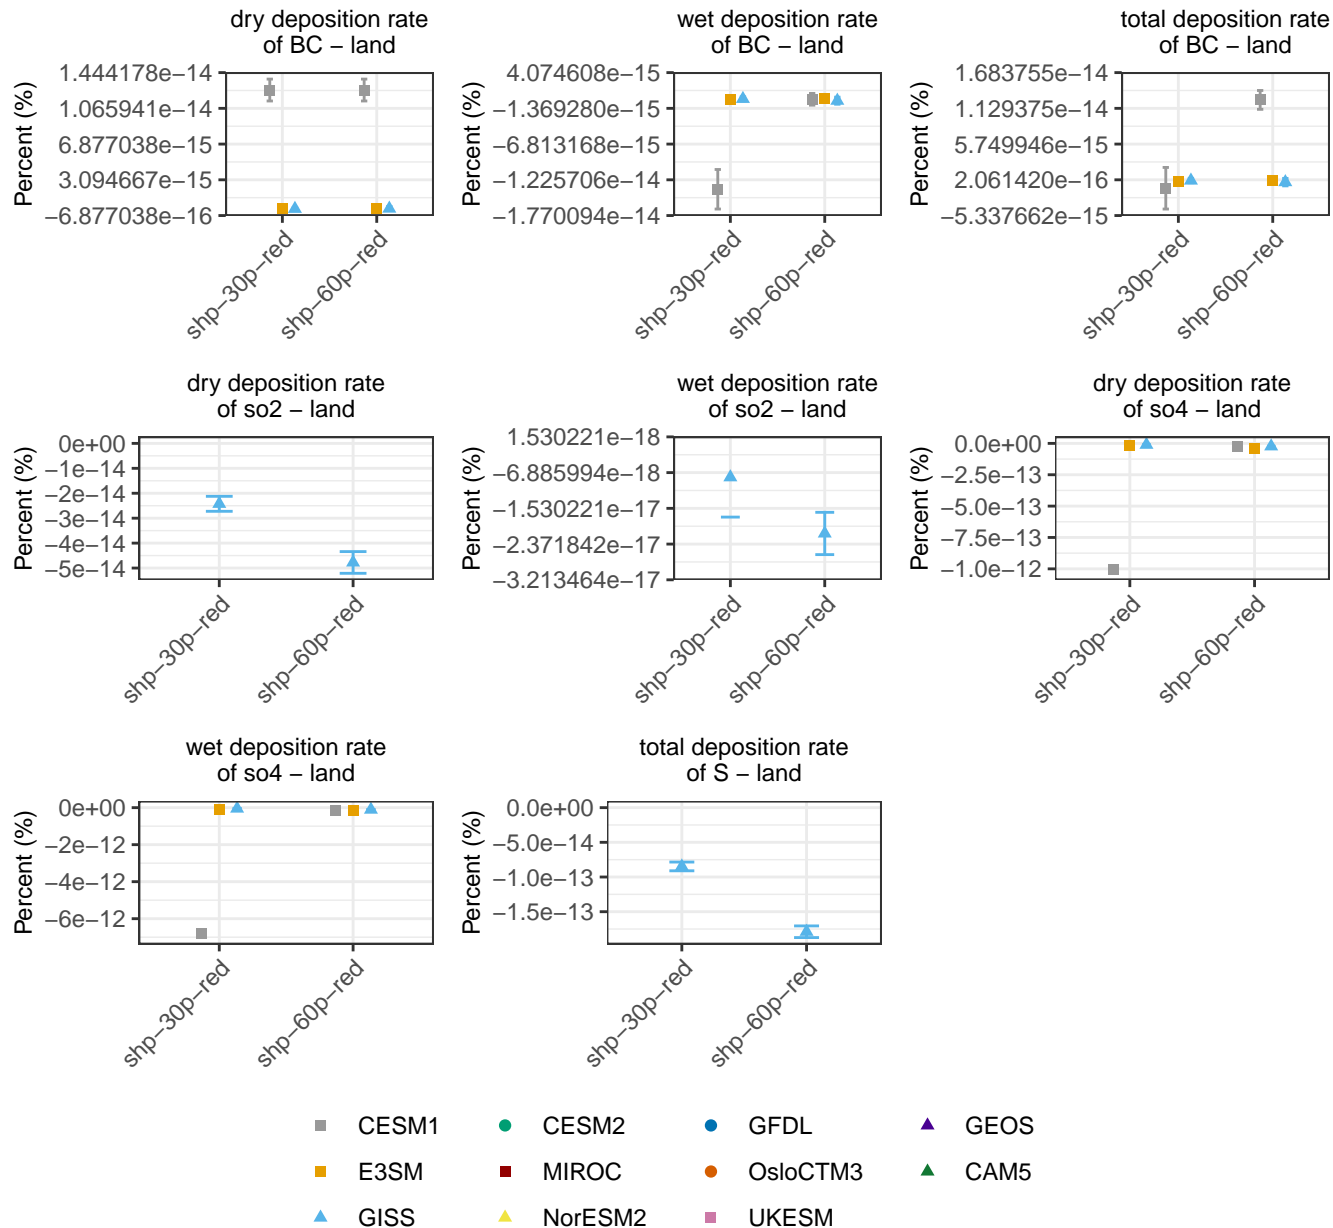 dry deposition rate
of BC − land
Percent (%)
1.444178e−14
1.065941e−14
6.877038e−15
3.094667e−15
−6.877038e−16
shp−30p−red
shp−60p−red
wet deposition rate
of BC − land
Percent (%)
4.074608e−15
−1.369280e−15
−6.813168e−15
−1.225706e−14
−1.770094e−14
shp−30p−red
shp−60p−red
total deposition rate
of BC − land
Percent (%)
1.683755e−14
1.129375e−14
5.749946e−15
2.061420e−16
−5.337662e−15
shp−30p−red
shp−60p−red
dry deposition rate
of so2 − land
Percent (%)
0e+00
−1e−14
−2e−14
−3e−14
−4e−14
−5e−14
shp−30p−red
shp−60p−red
wet deposition rate
of so2 − land
Percent (%)
1.530221e−18
−6.885994e−18
−1.530221e−17
−2.371842e−17
−3.213464e−17
shp−30p−red
shp−60p−red
dry deposition rate
of so4 − land
Percent (%)
0.0e+00
−2.5e−13
−5.0e−13
−7.5e−13
−1.0e−12
shp−30p−red
shp−60p−red
wet deposition rate
of so4 − land
Percent (%)
0e+00
−2e−12
−4e−12
−6e−12
shp−30p−red
shp−60p−red
total deposition rate
of S − land
Percent (%)
0.0e+00
−5.0e−14
−1.0e−13
−1.5e−13
shp−30p−red
shp−60p−red
CESM1 CESM2 GFDL GEOS
E3SM MIROC OsloCTM3 CAM5
GISS NorESM2 UKESM